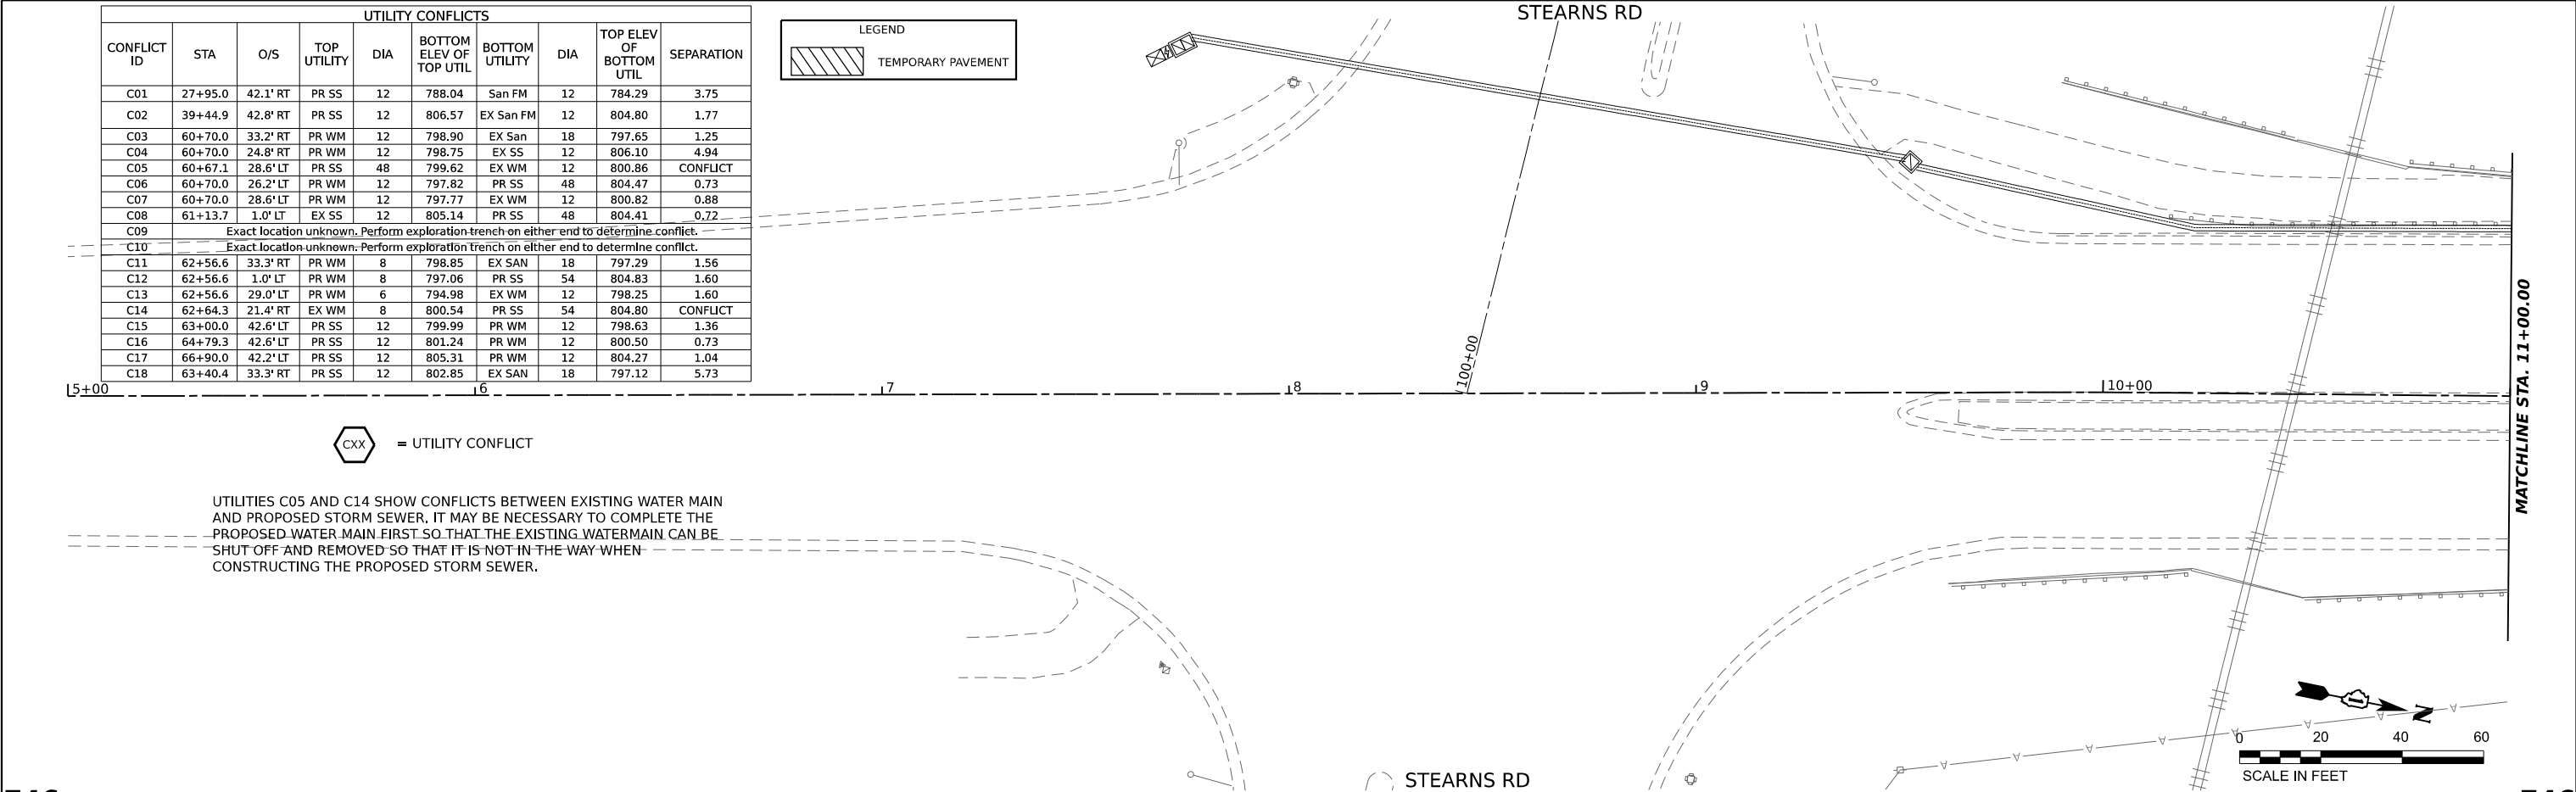 UTILITY CONFLICTS
CONFLICT ID STA O/S TOP UTILITY DIA BOTTOM ELEV OF TOP UTIL BOTTOM UTILITY DIA TOP ELEV OF BOTTOM UTIL SEPARATION
C01 27+95.0 42.1' RT PR SS 12 788.04 San FM 12 784.29 3.75
C02 39+44.9 42.8' RT PR SS 12 806.57 EX San FM 12 804.80 1.77
C03 60+70.0 33.2' RT PR WM 12 798.90 EX San 18 797.65 1.25
C04 60+70.0 24.8' RT PR WM 12 798.75 EX SS 12 806.10 4.94
C05 60+67.1 28.6' LT PR SS 48 799.62 EX WM 12 800.86 CONFLICT
C06 60+70.0 26.2' LT PR WM 12 797.82 PR SS 48 804.47 0.73
C07 60+70.0 28.6' LT PR WM 12 797.77 EX WM 12 800.82 0.88
C08 61+13.7 1.0' LT EX SS 12 805.14 PR SS 48 804.41 0.72
C09 Exact location unknown. Perform exploration trench on either end to determine conflict.
C10 Exact location unknown. Perform exploration trench on either end to determine conflict.
C11 62+56.6 33.3' RT PR WM 8 798.85 EX SAN 18 797.29 1.56
C12 62+56.6 1.0' LT PR WM 8 797.06 PR SS 54 804.83 1.60
C13 62+56.6 29.0' LT PR WM 6 794.98 EX WM 12 798.25 1.60
C14 62+64.3 21.4' RT EX WM 8 800.54 PR SS 54 804.80 CONFLICT
C15 63+00.0 42.6' LT PR SS 12 799.99 PR WM 12 798.63 1.36
C16 64+79.3 42.6' LT PR SS 12 801.24 PR WM 12 800.50 0.73
C17 66+90.0 42.2' LT PR SS 12 805.31 PR WM 12 804.27 1.04
C18 63+40.4 33.3' RT PR SS 12 802.85 EX SAN 18 797.12 5.73
LEGEND
TEMPORARY PAVEMENT
STEARNS RD
100+00
5+00 6 7 8 9 10+00
MATCHLINE STA. 11+00.00
CXX = UTILITY CONFLICT
UTILITIES C05 AND C14 SHOW CONFLICTS BETWEEN EXISTING WATER MAIN
AND PROPOSED STORM SEWER. IT MAY BE NECESSARY TO COMPLETE THE
PROPOSED WATER MAIN FIRST SO THAT THE EXISTING WATERMAIN CAN BE
SHUT OFF AND REMOVED SO THAT IT IS NOT IN THE WAY WHEN
CONSTRUCTING THE PROPOSED STORM SEWER.
STEARNS RD
1 N
0 20 40 60
SCALE IN FEET